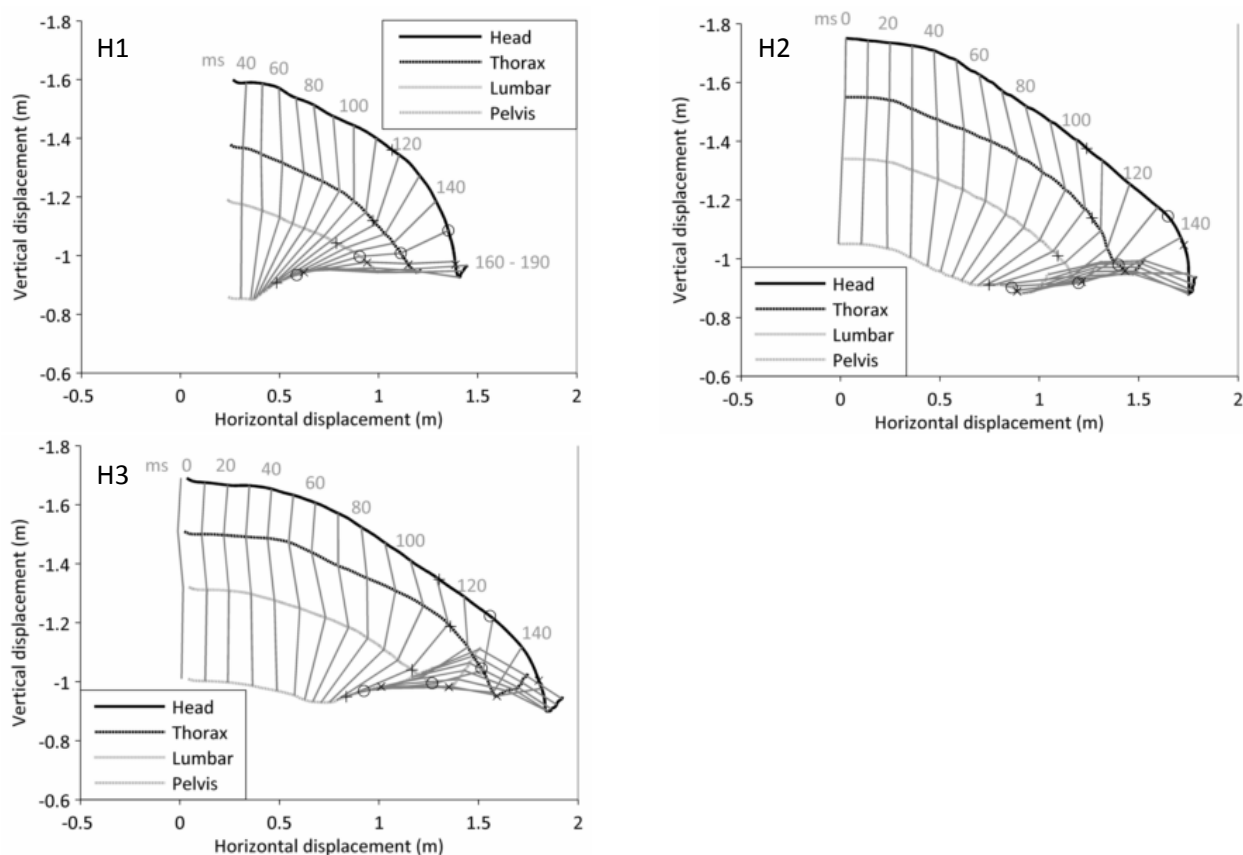 H1
-1.8
-1.6
-1.4
-1.2
-1
-0.8
-0.6
Vertical displacement (m)
ms 40 60 80 100 120 140 160 - 190
Head
Thorax
Lumbar
Pelvis
-0.5 0 0.5 1 1.5 2
Horizontal displacement (m)
H2
-1.8
-1.6
-1.4
-1.2
-1
-0.8
-0.6
Vertical displacement (m)
ms 0 20 40 60 80 100 120 140
Head
Thorax
Lumbar
Pelvis
-0.5 0 0.5 1 1.5 2
Horizontal displacement (m)
H3
-1.8
-1.6
-1.4
-1.2
-1
-0.8
-0.6
Vertical displacement (m)
ms 0 20 40 60 80 100 120 140
Head
Thorax
Lumbar
Pelvis
-0.5 0 0.5 1 1.5 2
Horizontal displacement (m)